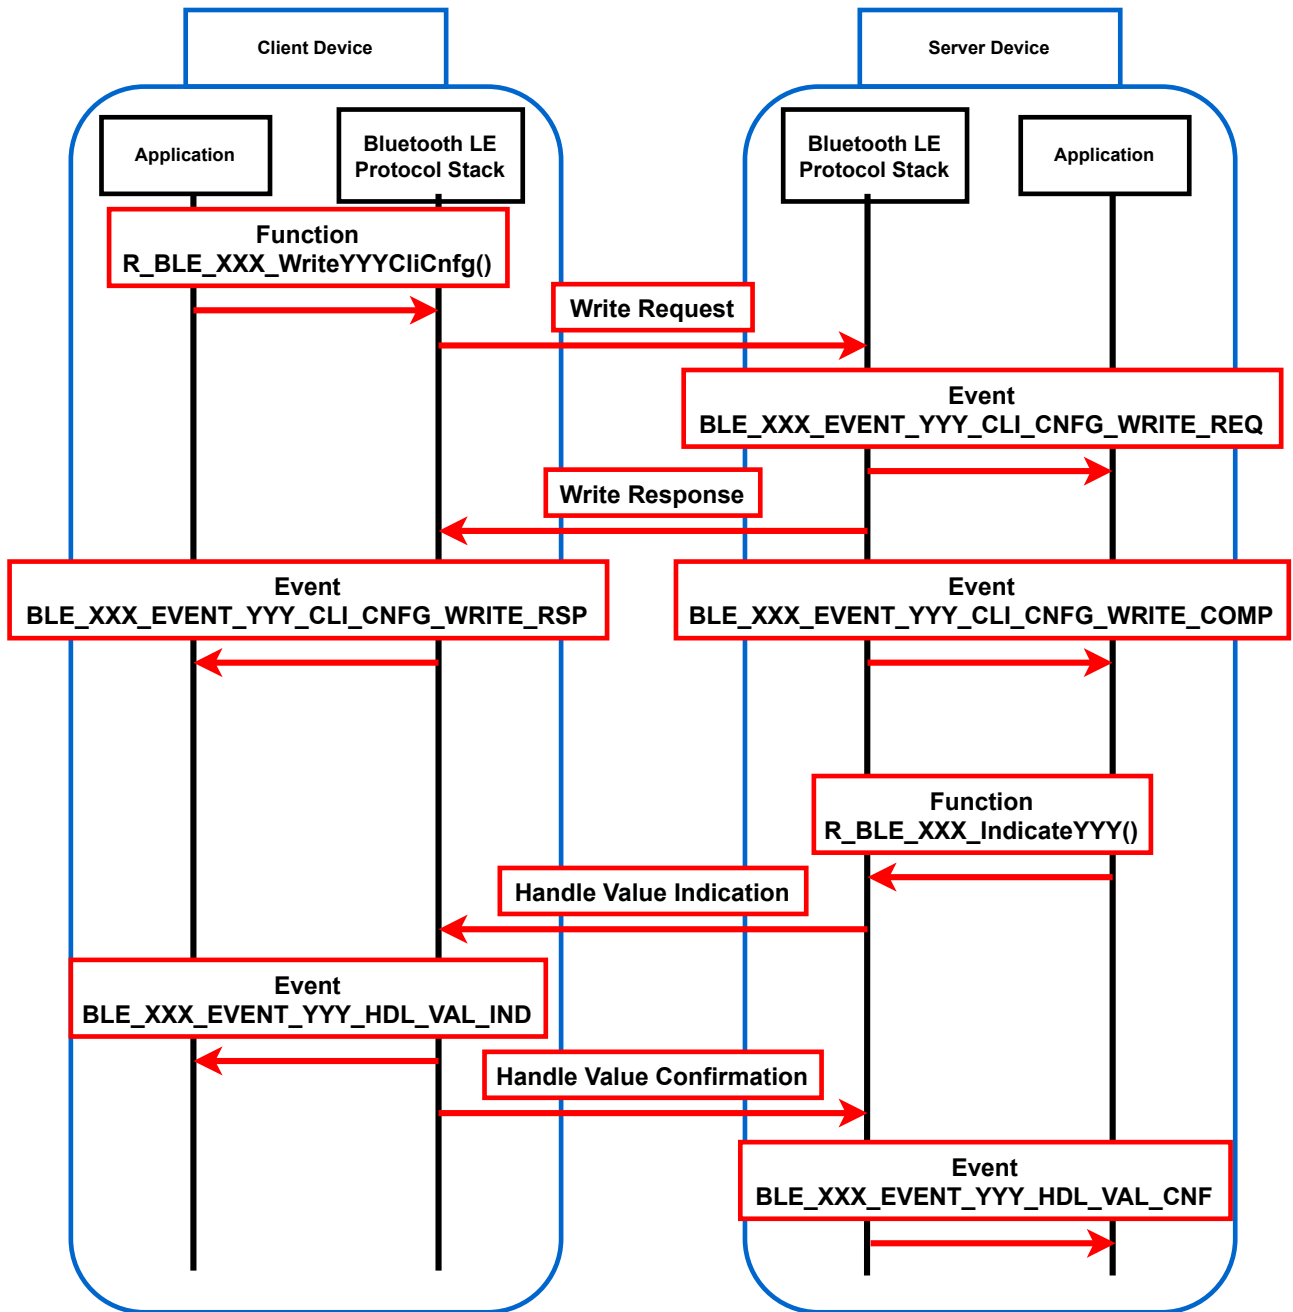 Client Device
Server Device
Application
Bluetooth LE
Protocol Stack
Bluetooth LE
Protocol Stack
Application
Function
R_BLE_XXX_WriteYYYCliCnfg()
Write Request
Event
BLE_XXX_EVENT_YYY_CLI_CNFG_WRITE_REQ
Write Response
Event
BLE_XXX_EVENT_YYY_CLI_CNFG_WRITE_RSP
Event
BLE_XXX_EVENT_YYY_CLI_CNFG_WRITE_COMP
Function
R_BLE_XXX_IndicateYYY()
Handle Value Indication
Event
BLE_XXX_EVENT_YYY_HDL_VAL_IND
Handle Value Confirmation
Event
BLE_XXX_EVENT_YYY_HDL_VAL_CNF